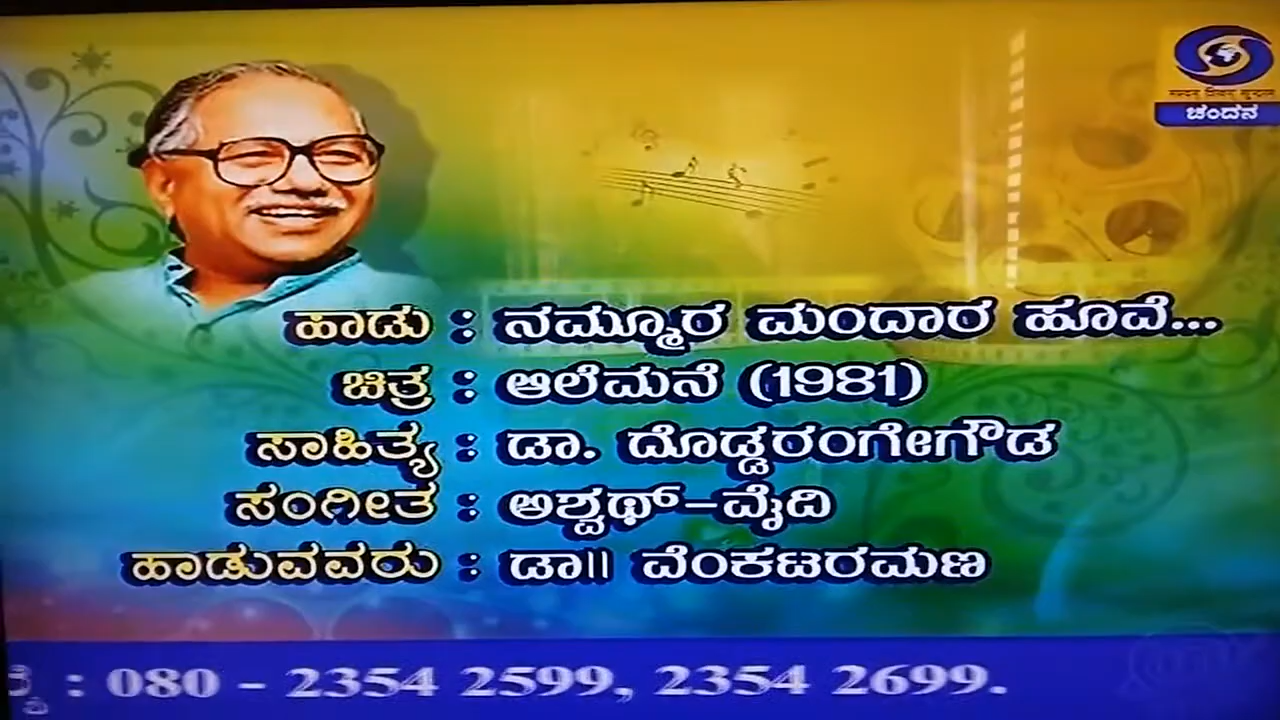 ಚಂದನ
ಹಾಡು : ನಮ್ಮೂರ ಮಂದಾರ ಹೂವೆ...
ಚಿತ್ರ : ಆಲೆಮನೆ (1981)
ಸಾಹಿತ್ಯ : ಡಾ. ದೊಡ್ಡರಂಗೇಗೌಡ
ಸಂಗೀತ : ಅಶ್ವಥ್-ವೈದಿ
ಹಾಡುವವರು : ಡಾ॥ ವೆಂಕಟರಮಣ
: 080 - 2354 2599, 2354 2699.